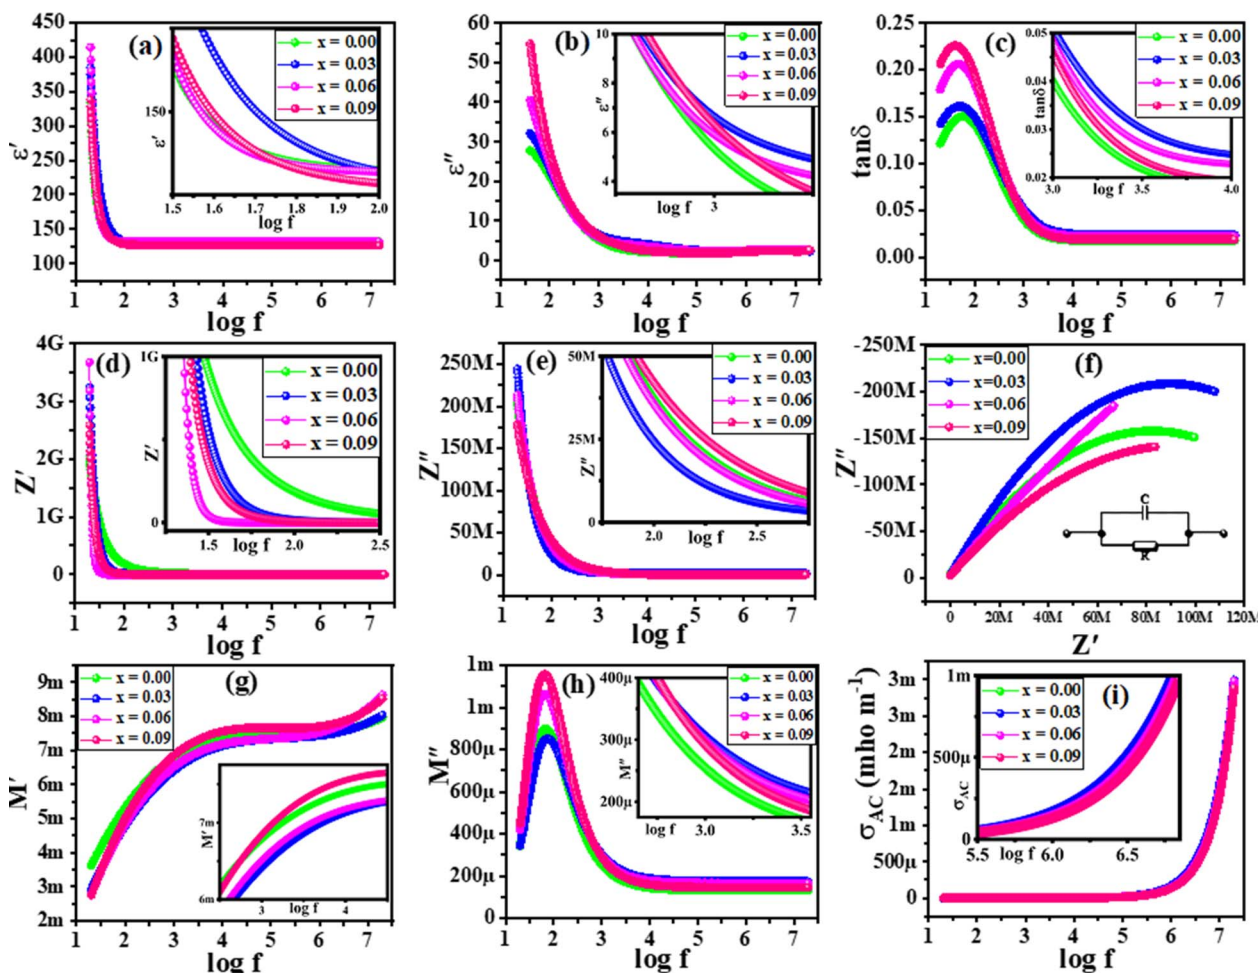 (a)
ε′
450
400
350
300
250
200
150
125
100
1 2 3 4 5 6 7
log f
x = 0.00
x = 0.03
x = 0.06
x = 0.09
150
ε′
1.5 1.6 1.7 1.8 1.9 2.0
log f
(b)
ε″
60
50
40
30
20
10
0
1 2 3 4 5 6 7
log f
x = 0.00
x = 0.03
x = 0.06
x = 0.09
10
8
6
4
ε″
3
log f
(c)
tanδ
0.25
0.20
0.15
0.10
0.25
0.00
1 2 3 4 5 6 7
log f
x = 0.00
x = 0.03
x = 0.06
x = 0.09
0.05
0.04
0.03
0.02
tanδ
3.0 3.5 4.0
log f
(d)
Z′
4G
3G
2G
1G
0
1 2 3 4 5 6 7
log f
x = 0.00
x = 0.03
x = 0.06
x = 0.09
1G
0
Z′
1.5 2.0 2.5
log f
(e)
Z″
250M
200M
150M
100M
50M
0
1 2 3 4 5 6 7
log f
x = 0.00
x = 0.03
x = 0.06
x = 0.09
50M
25M
0
Z″
2.0 2.5
log f
(f)
Z″
-250M
-200M
-150M
-100M
-50M
0
0 20M 40M 60M 80M 100M 120M
Z′
x=0.00
x=0.03
x=0.06
x=0.09
C
R
(g)
M′
9m
8m
7m
6m
5m
4m
3m
2m
1 2 3 4 5 6 7
log f
x = 0.00
x = 0.03
x = 0.06
x = 0.09
7m
6m
M′
3 4
log f
(h)
M″
1m
1m
800μ
600μ
400μ
200μ
0
1 2 3 4 5 6 7
log f
x = 0.00
x = 0.03
x = 0.06
x = 0.09
400μ
300μ
200μ
M″
3.0 3.5
log f
(i)
σAC (mho m-1)
3m
3m
2m
2m
1m
500μ
0
1 2 3 4 5 6 7
log f
x = 0.00
x = 0.03
x = 0.06
x = 0.09
1m
500μ
0
σAC
5.5 6.0 6.5
log f